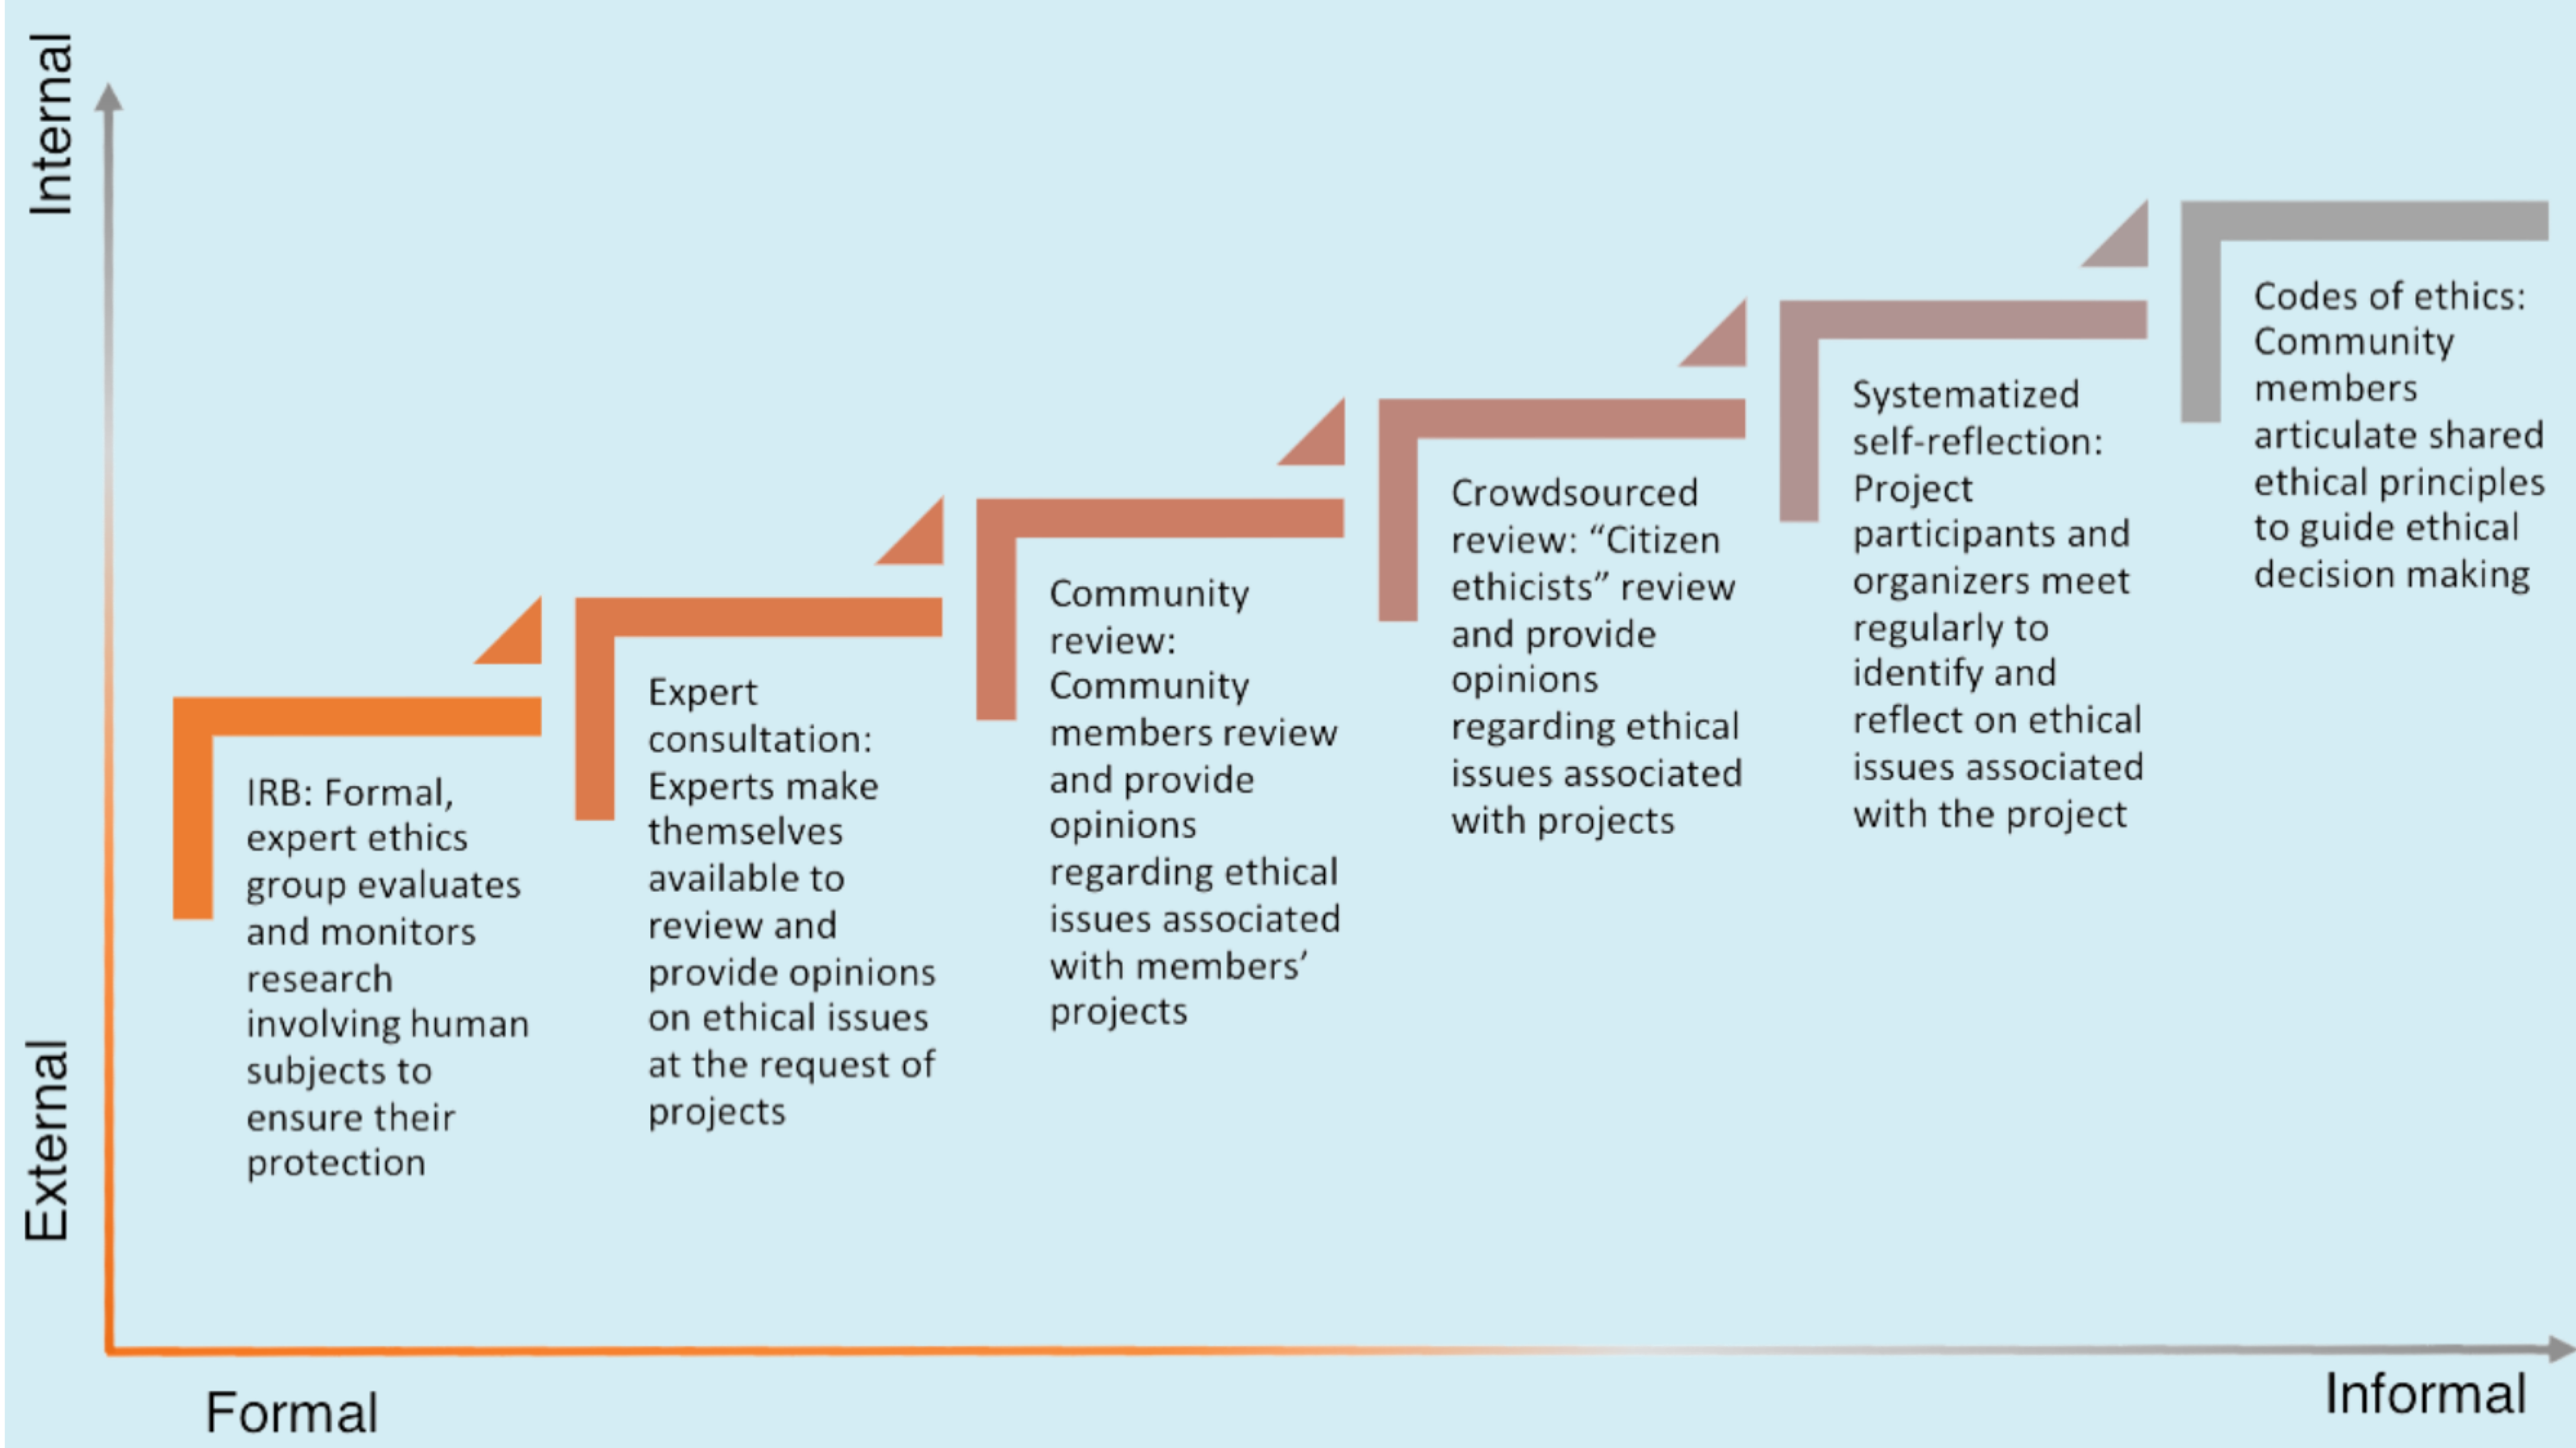 Internal
External
IRB: Formal,
expert ethics
group evaluates
and monitors
research
involving human
subjects to
ensure their
protection
Expert
consultation:
Experts make
themselves
available to
review and
provide opinions
on ethical issues
at the request of
projects
Community
review:
Community
members review
and provide
opinions
regarding ethical
issues associated
with members’
projects
Crowdsourced
review: “Citizen
ethicists” review
and provide
opinions
regarding ethical
issues associated
with projects
Systematized
self-reflection:
Project
participants and
organizers meet
regularly to
identify and
reflect on ethical
issues associated
with the project
Codes of ethics:
Community
members
articulate shared
ethical principles
to guide ethical
decision making
Formal
Informal